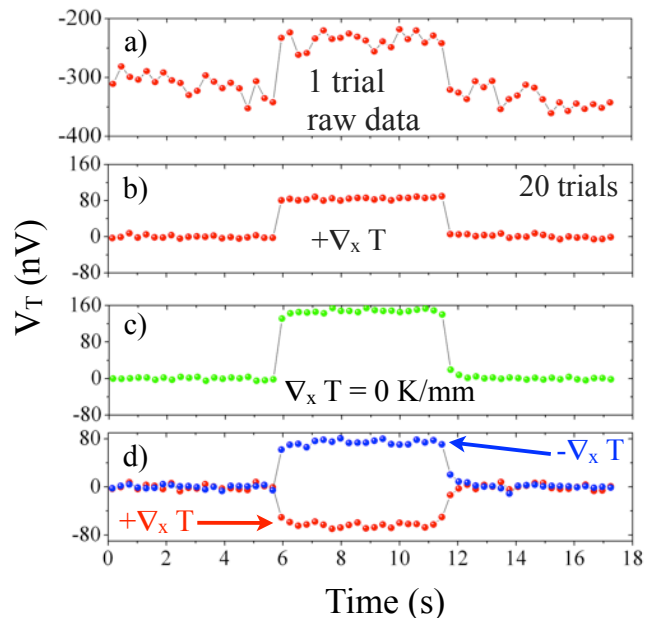 -200
a)
-300
1 trial
raw data
-400
160
b)
20 trials
80
0
+∇ₓ T
-80
V_T (nV)
160
c)
80
0
∇ₓ T = 0 K/mm
-80
80
d)
-∇ₓ T
0
+∇ₓ T
-80
0 2 4 6 8 10 12 14 16 18
Time (s)